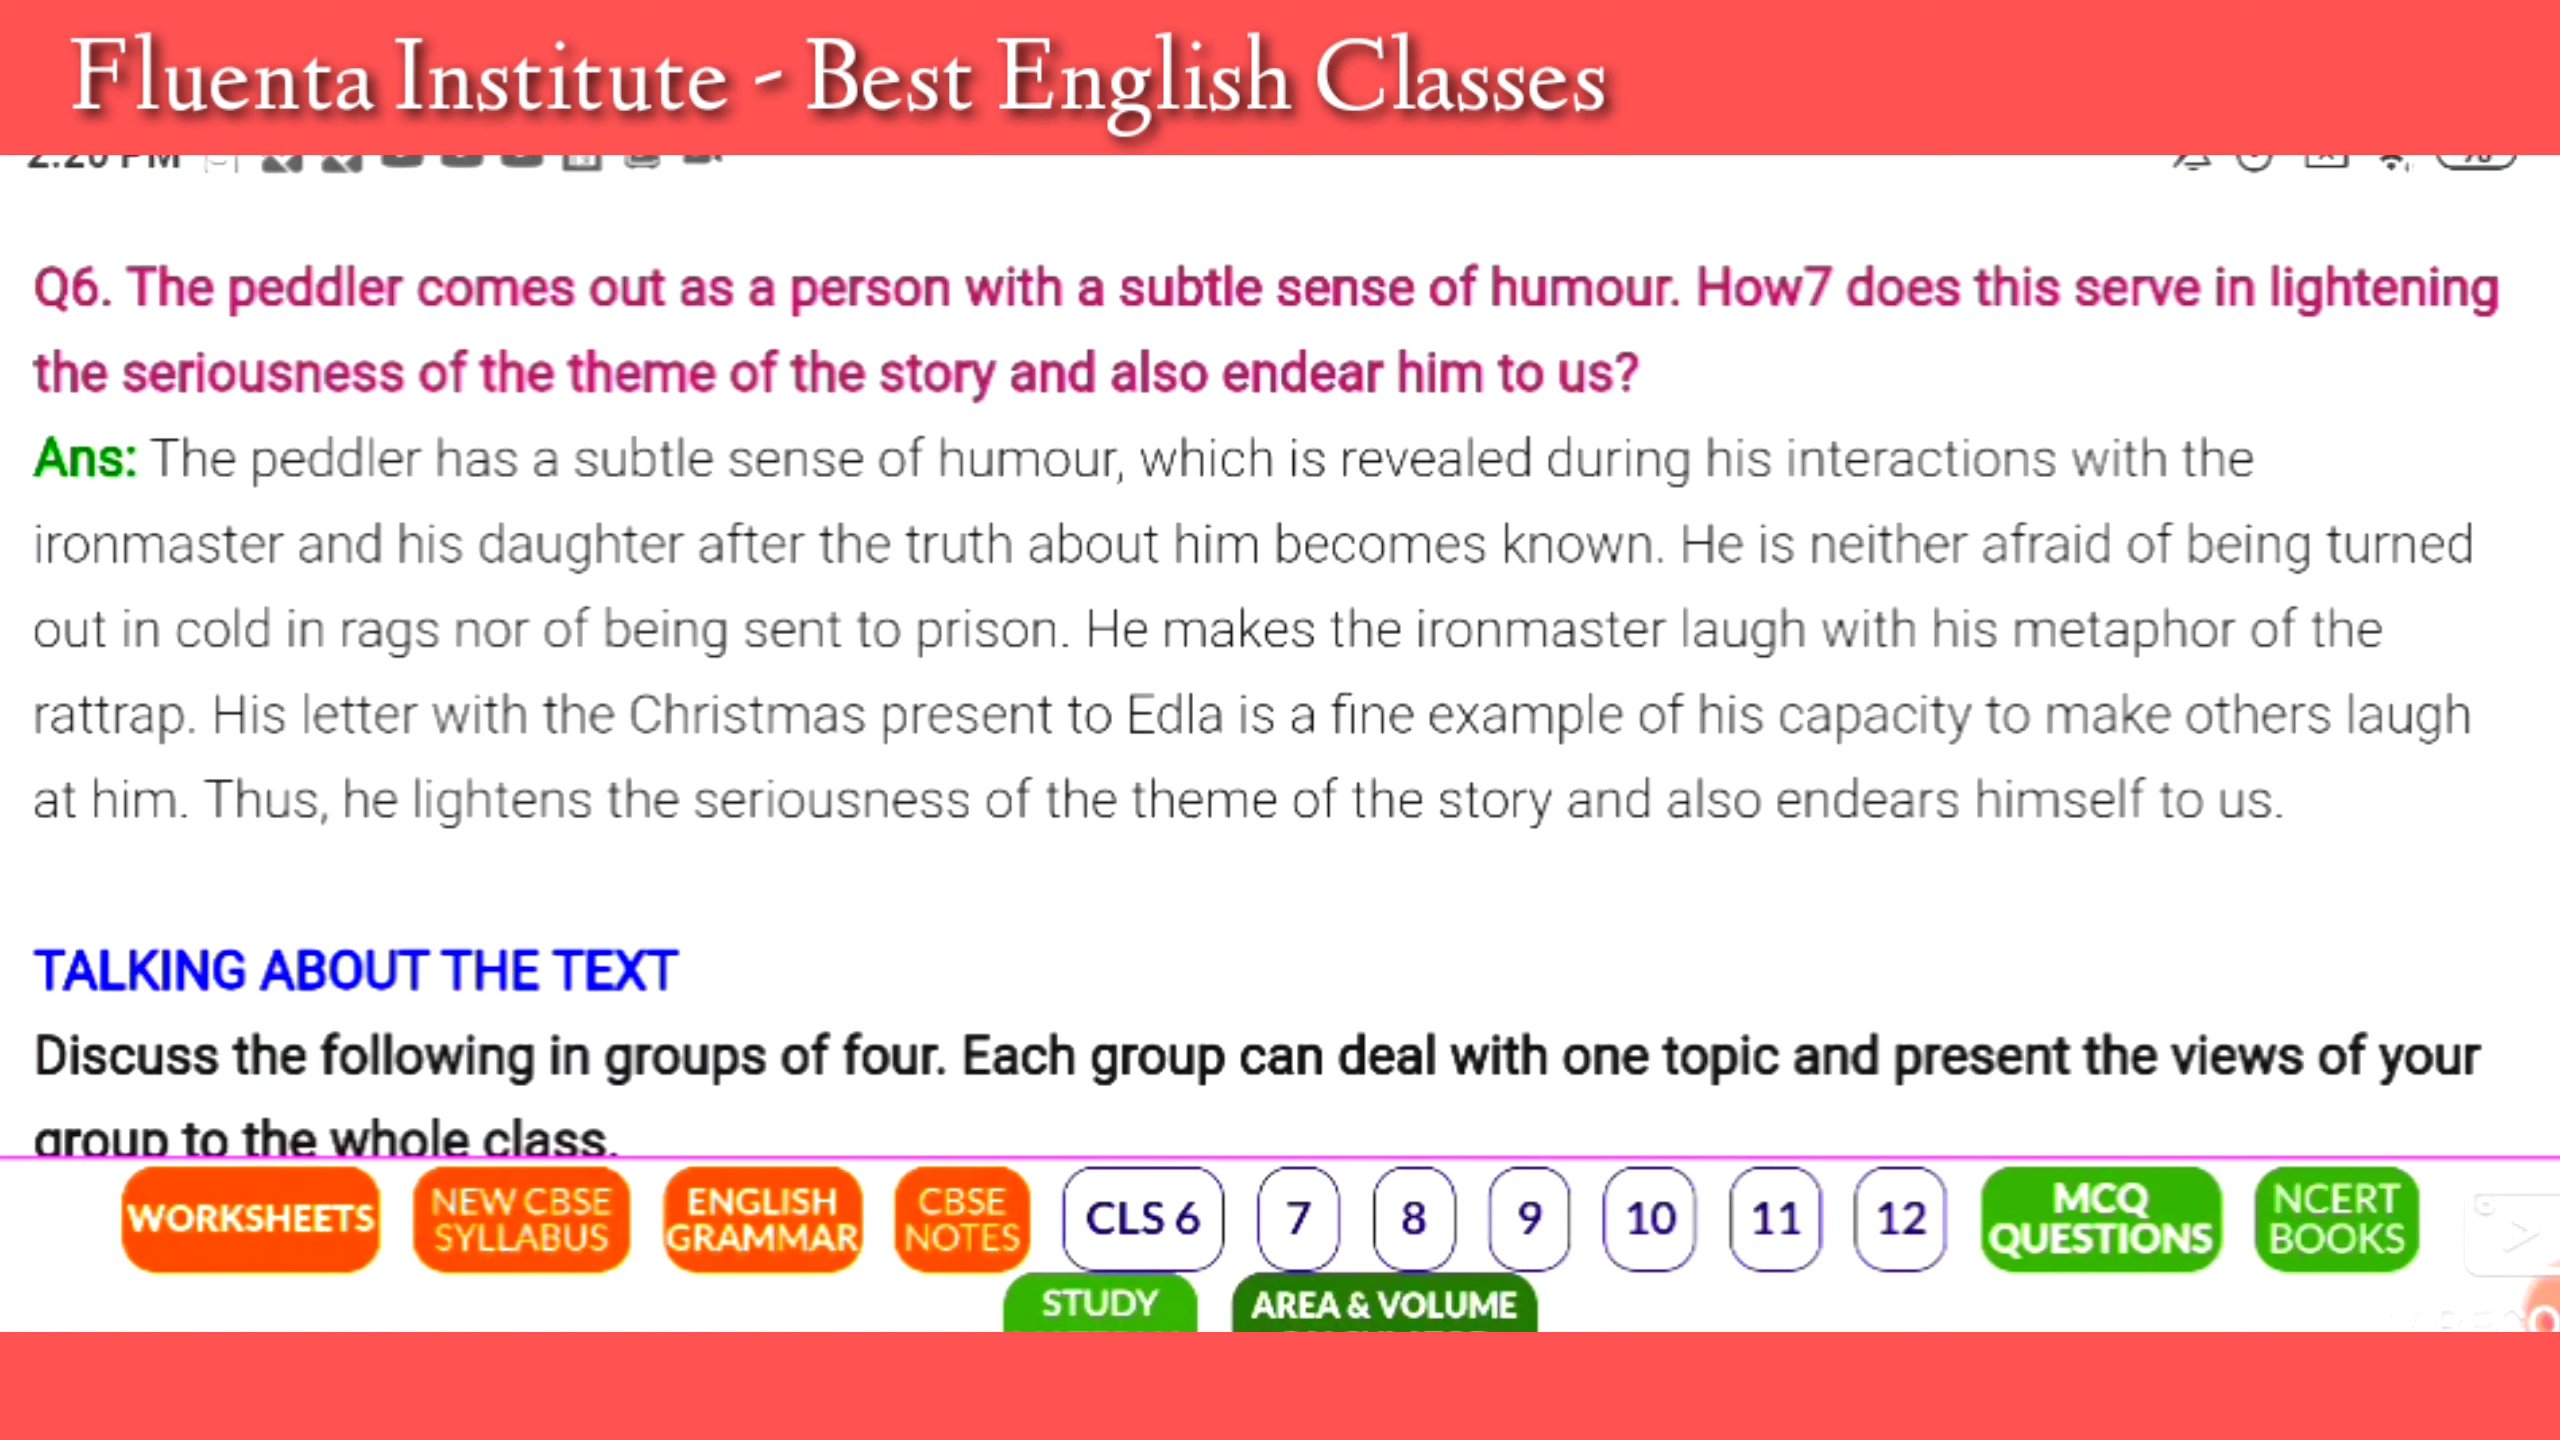 Fluenta Institute - Best English Classes
2:20 PM
Q6. The peddler comes out as a person with a subtle sense of humour. How7 does this serve in lightening
the seriousness of the theme of the story and also endear him to us?
Ans: The peddler has a subtle sense of humour, which is revealed during his interactions with the
ironmaster and his daughter after the truth about him becomes known. He is neither afraid of being turned
out in cold in rags nor of being sent to prison. He makes the ironmaster laugh with his metaphor of the
rattrap. His letter with the Christmas present to Edla is a fine example of his capacity to make others laugh
at him. Thus, he lightens the seriousness of the theme of the story and also endears himself to us.
TALKING ABOUT THE TEXT
Discuss the following in groups of four. Each group can deal with one topic and present the views of your
group to the whole class.
WORKSHEETS
NEW CBSE
SYLLABUS
ENGLISH
GRAMMAR
CBSE
NOTES
CLS 6
7
8
9
10
11
12
MCQ
QUESTIONS
NCERT
BOOKS
STUDY
AREA & VOLUME